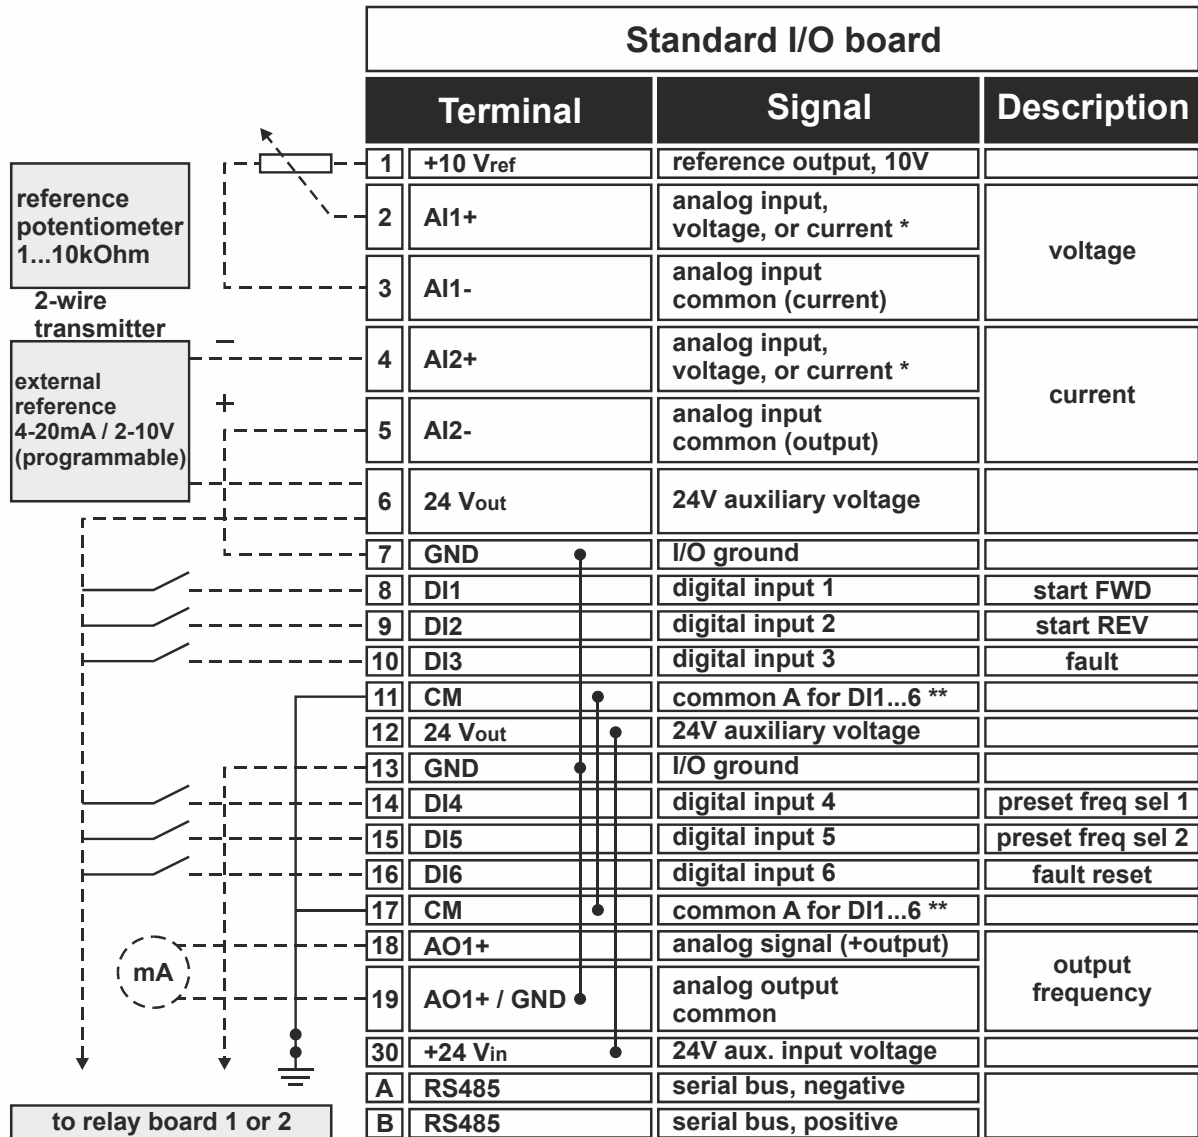 Standard I/O board
Terminal Signal Description
1 +10 Vref reference output, 10V
reference
potentiometer
1...10kOhm
2 AI1+ analog input,
voltage, or current *
voltage
3 AI1- analog input
common (current)
2-wire
transmitter
−
external
reference
4-20mA / 2-10V
(programmable)
+
4 AI2+ analog input,
voltage, or current *
current
5 AI2- analog input
common (output)
6 24 Vout 24V auxiliary voltage
7 GND I/O ground
8 DI1 digital input 1 start FWD
9 DI2 digital input 2 start REV
10 DI3 digital input 3 fault
11 CM common A for DI1...6 **
12 24 Vout 24V auxiliary voltage
13 GND I/O ground
14 DI4 digital input 4 preset freq sel 1
15 DI5 digital input 5 preset freq sel 2
16 DI6 digital input 6 fault reset
17 CM common A for DI1...6 **
18 AO1+ analog signal (+output)
mA
output
frequency
19 AO1+ / GND analog output
common
30 +24 Vin 24V aux. input voltage
A RS485 serial bus, negative
B RS485 serial bus, positive
to relay board 1 or 2